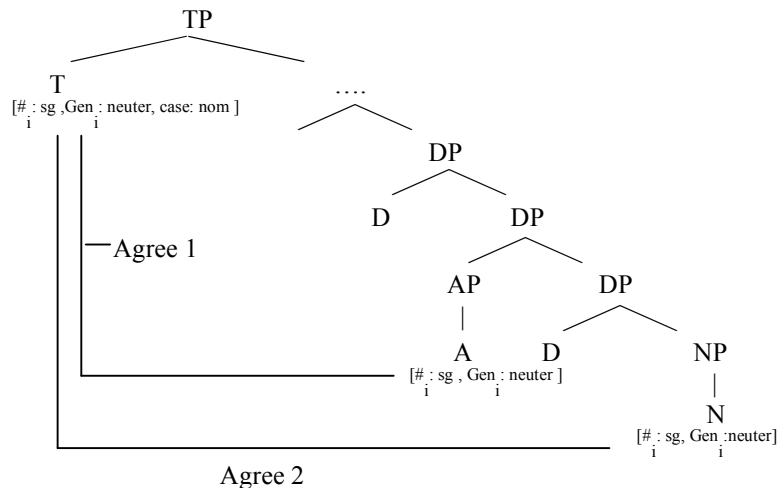 TP
T
[#i : sg ,Geni : neuter, case: nom ]
....
DP
D DP
Agree 1
AP DP
A D NP
[#i : sg , Geni : neuter ]
N
[#i : sg, Geni :neuter]
Agree 2